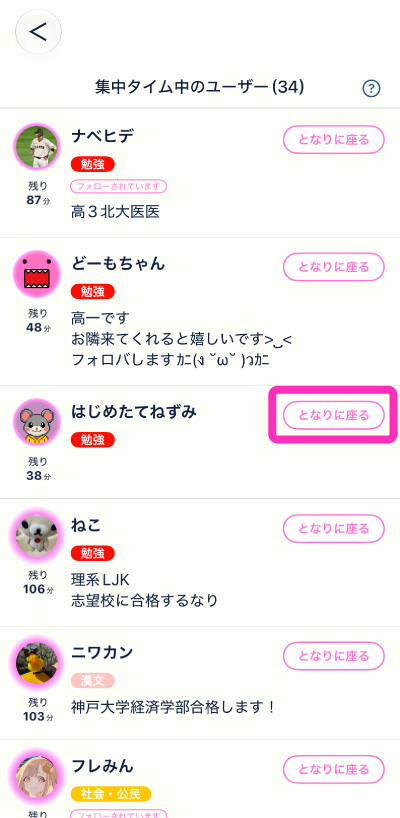 集中タイム中のユーザー(34)
?
ナベヒデ
となりに座る
勉強
フォローされています
残り
87分
高3北大医医
どーもちゃん
となりに座る
勉強
残り
48分
高一です
お隣来てくれると嬉しいです>‿<
フォロバしますカニ(ง ˘ω˘ )วカニ
はじめたてねずみ
となりに座る
勉強
残り
38分
ねこ
となりに座る
勉強
残り
106分
理系LJK
志望校に合格するなり
ニワカン
となりに座る
漢文
残り
103分
神戸大学経済学部合格します！
フレみん
となりに座る
社会・公民
残り
フォローされています